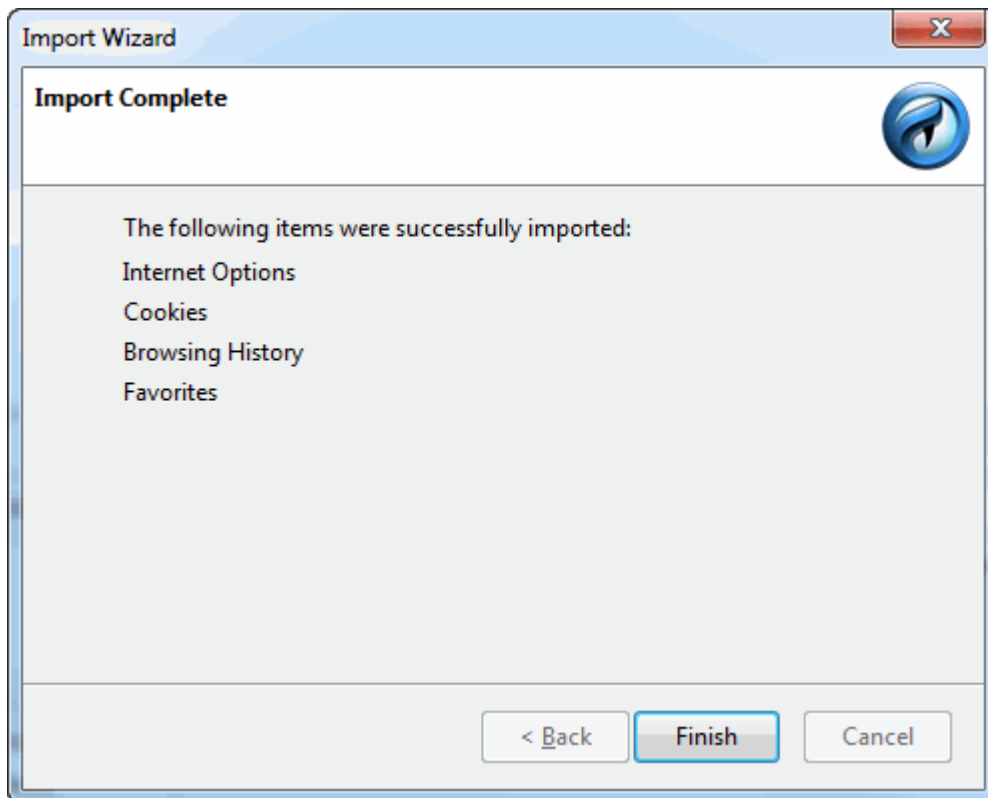 Import Wizard
Import Complete
The following items were successfully imported:
Internet Options
Cookies
Browsing History
Favorites
< Back
Finish
Cancel